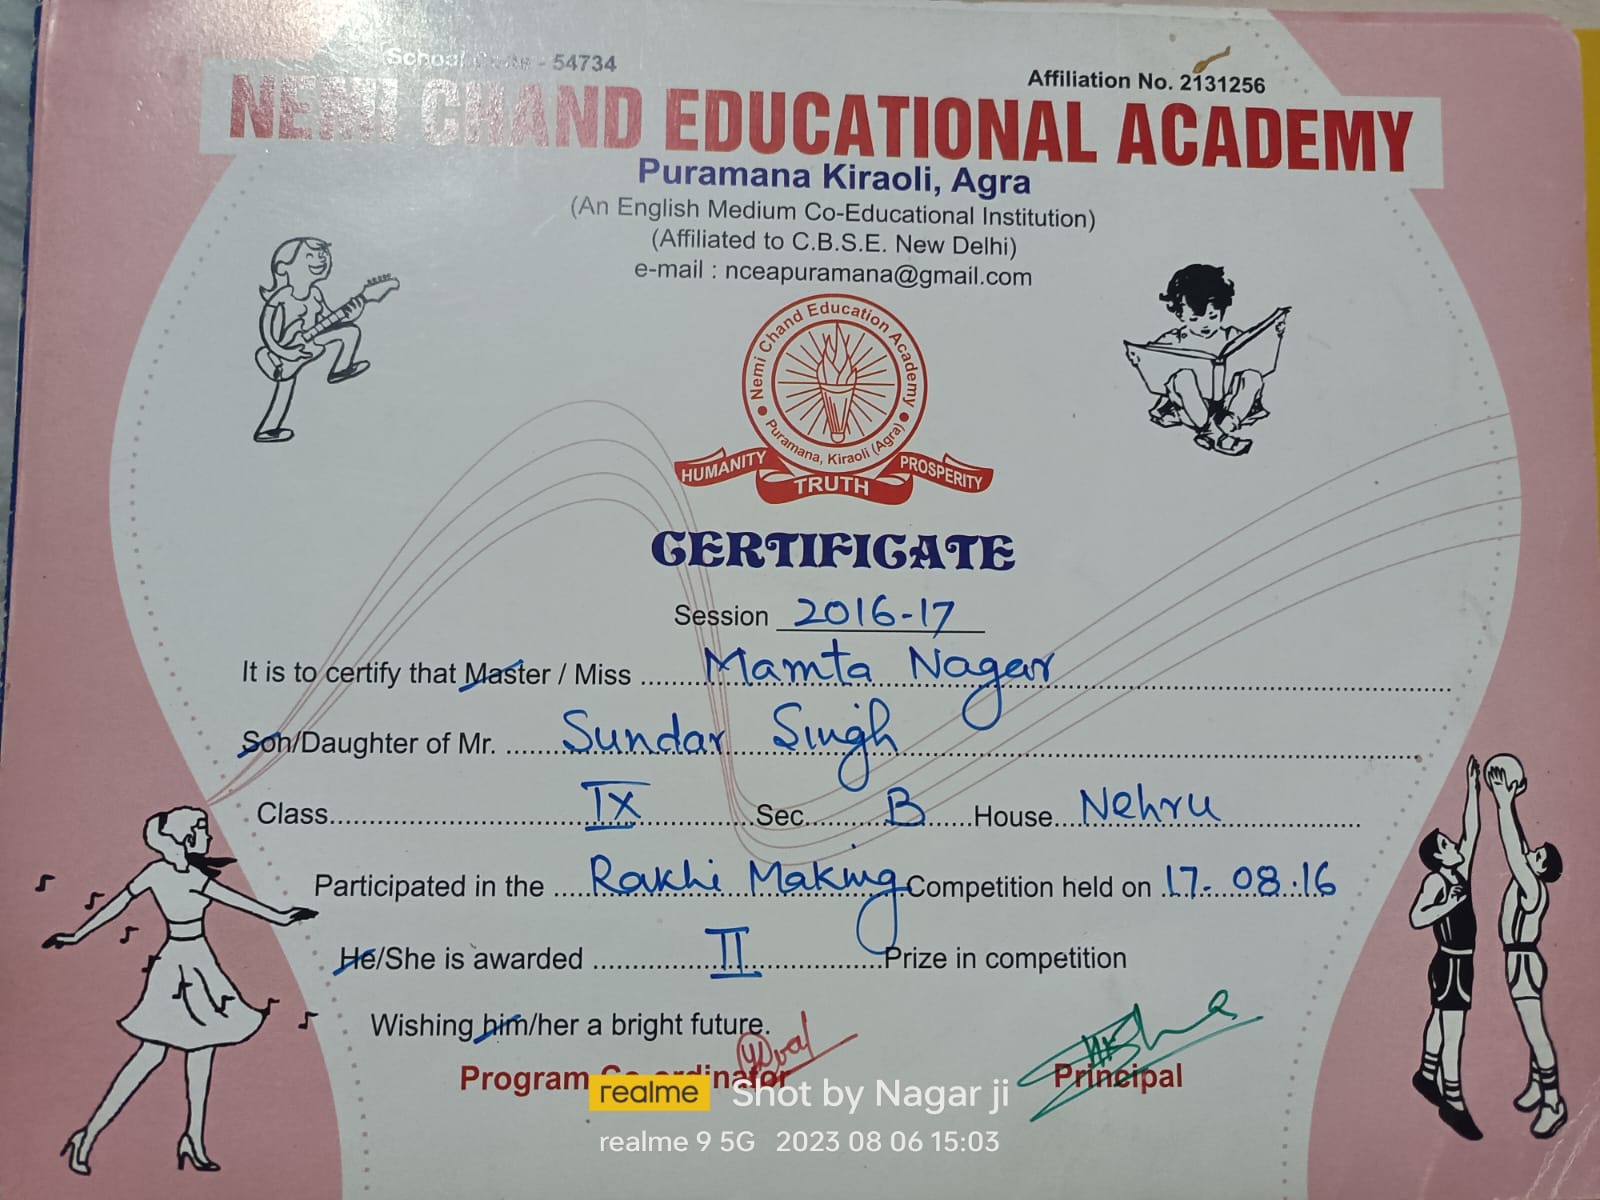 School Code - 54734
Affiliation No. 2131256
NEMI CHAND EDUCATIONAL ACADEMY
Puramana Kiraoli, Agra
(An English Medium Co-Educational Institution)
(Affiliated to C.B.S.E. New Delhi)
e-mail : nceapuramana@gmail.com
Nemi Chand Education Academy
Puramana, Kiraoli (Agra)
HUMANITY TRUTH PROSPERITY
CERTIFICATE
Session 2016-17
It is to certify that Master / Miss Mamta Nagar
Son/Daughter of Mr. Sundar Singh
Class IX Sec B House Nehru
Participated in the Rakhi Making Competition held on 17.08.16
He/She is awarded II Prize in competition
Wishing him/her a bright future.
Program Co-ordinator Principal
realme Shot by Nagar ji
realme 9 5G 2023 08 06 15:03